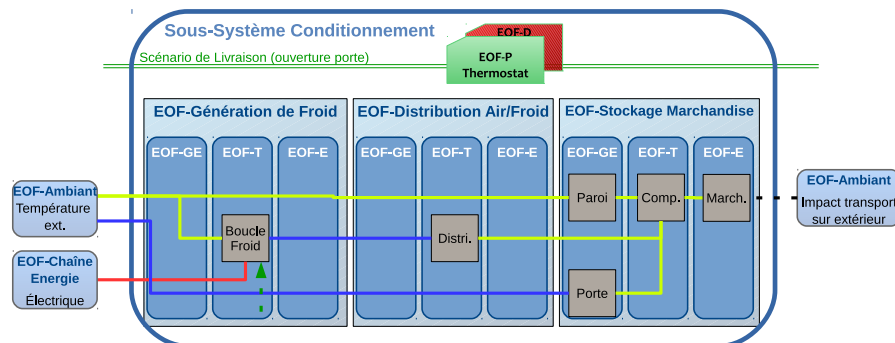 Sous-Système Conditionnement
EOF-D
Scénario de Livraison (ouverture porte)
EOF-P
Thermostat
EOF-Génération de Froid
EOF-Distribution Air/Froid
EOF-Stockage Marchandise
EOF-GE
EOF-T
EOF-E
EOF-GE
EOF-T
EOF-E
EOF-GE
EOF-T
EOF-E
EOF-Ambiant
Température
ext.
EOF-Chaîne
Energie
Électrique
Boucle
Froid
Distri.
Paroi
Comp.
March.
Porte
EOF-Ambiant
Impact transport
sur extérieur